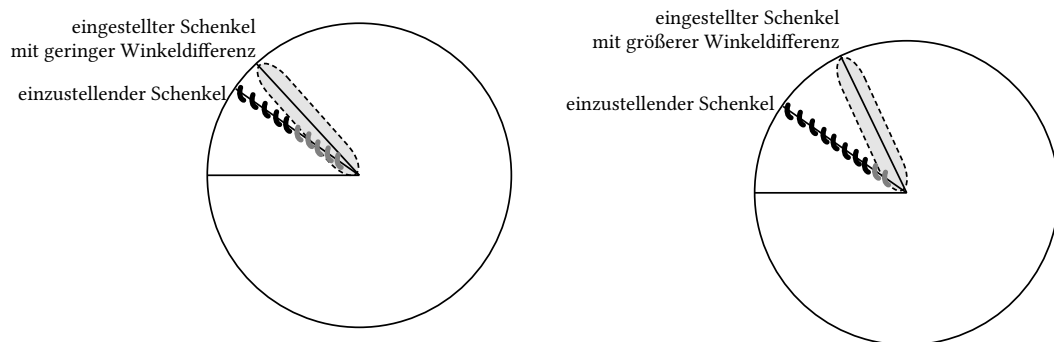 eingestellter Schenkel
mit geringer Winkeldifferenz
einzustellender Schenkel
eingestellter Schenkel
mit größerer Winkeldifferenz
einzustellender Schenkel